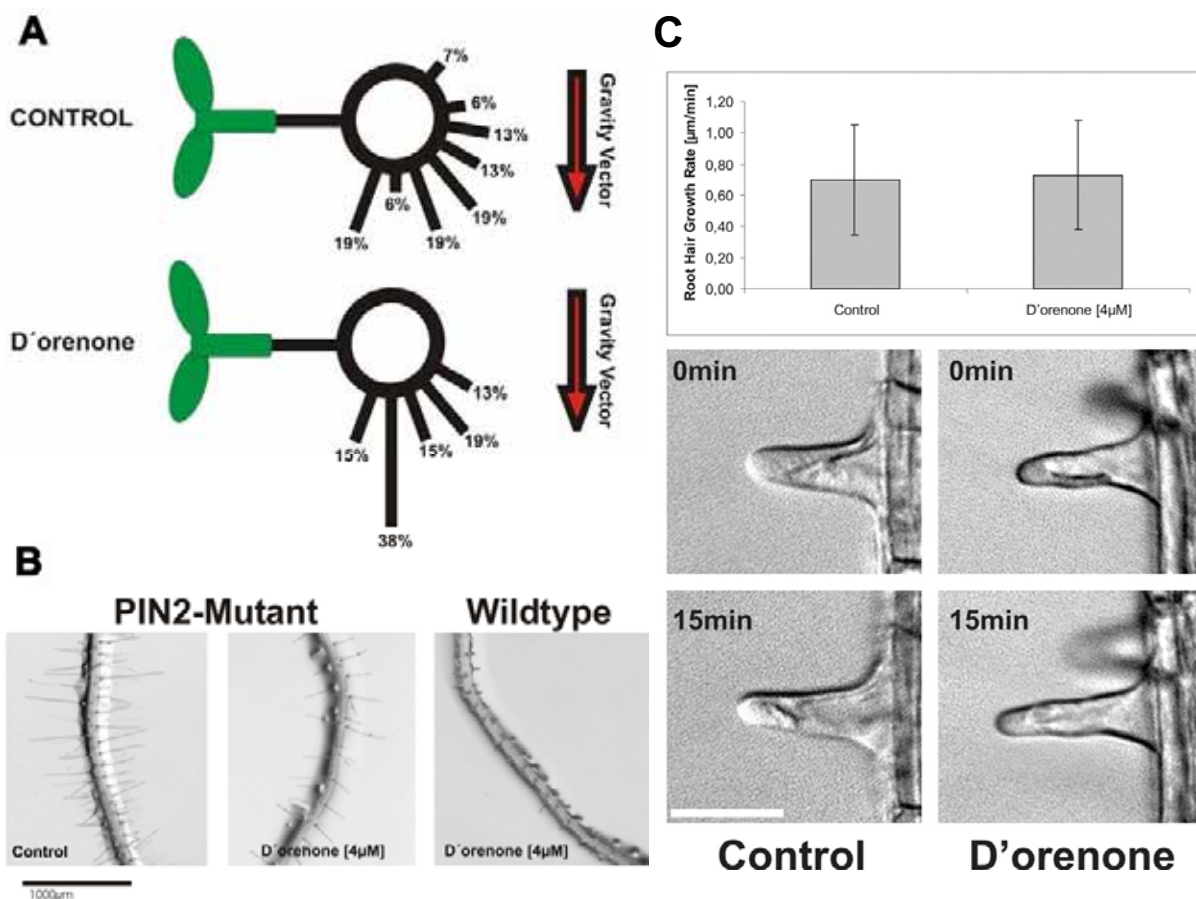 A
CONTROL
7%
6%
13%
13%
19%
19%
6%
19%
Gravity Vector
D´orenone
13%
19%
15%
38%
15%
Gravity Vector
B
PIN2-Mutant
Wildtype
Control
D´orenone [4µM]
D´orenone [4µM]
1000µm
C
Root Hair Growth Rate [µm/min]
1,20
1,00
0,80
0,60
0,40
0,20
0,00
Control
D´orenone [4µM]
0min
0min
15min
15min
Control
D’orenone